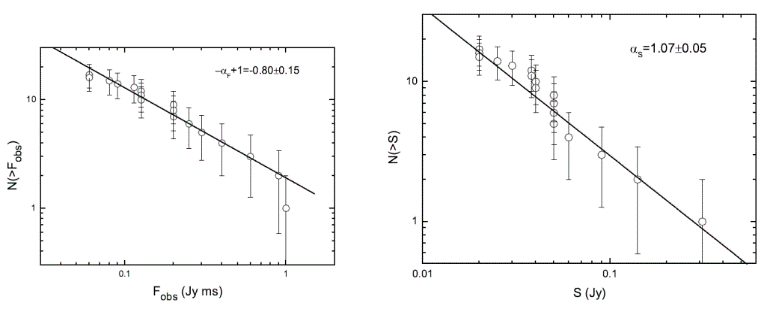 −α_F+1=-0.80±0.15
10
1
N(>F_obs)
0.1
1
F_obs (Jy ms)
α_S=1.07±0.05
10
1
N(>S)
0.01
0.1
S (Jy)